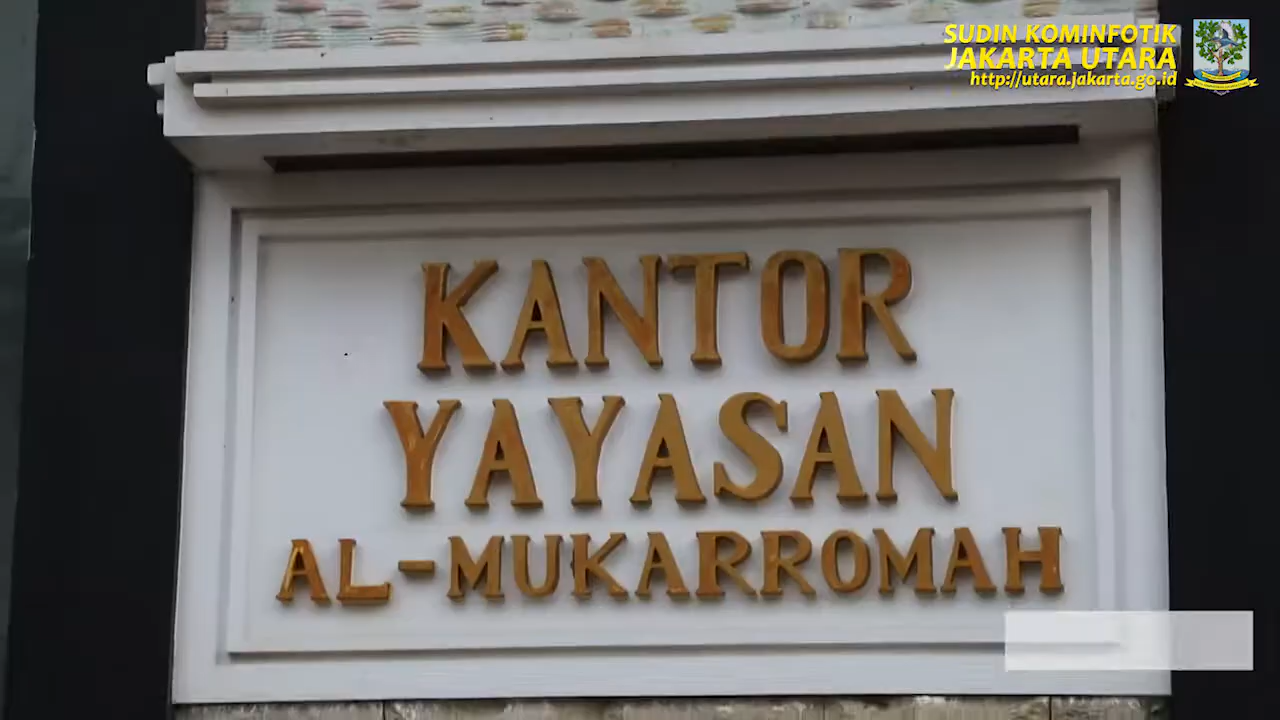 SUDIN KOMINFOTIK
JAKARTA UTARA
http://utara.jakarta.go.id
KANTOR
YAYASAN
AL-MUKARROMAH